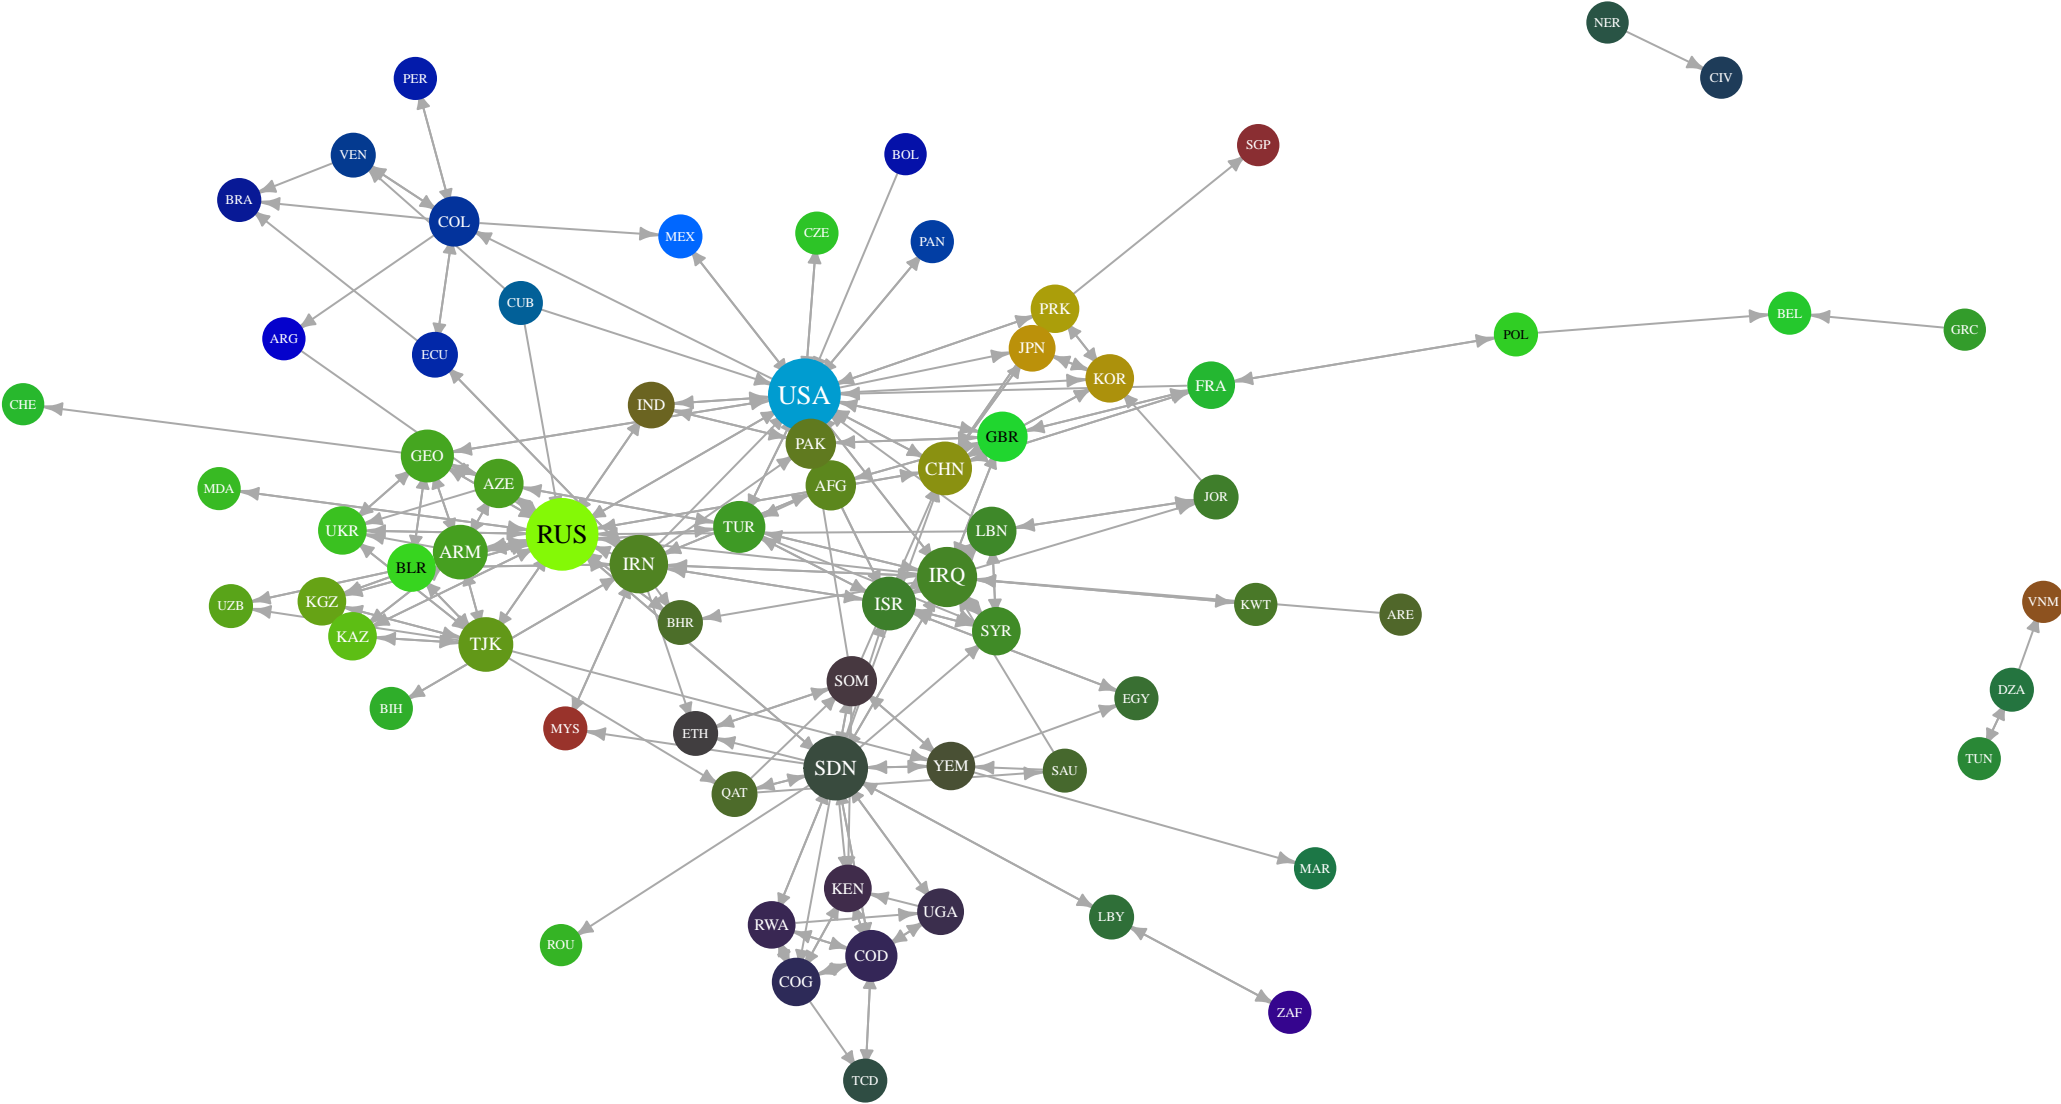 NER
CIV
PER
SGP
VEN
BOL
BRA
COL
MEX
CZE
PAN
CUB
PRK
BEL
GRC
POL
ARG
ECU
JPN
KOR
FRA
USA
CHE
IND
GBR
PAK
GEO
CHN
AZE
AFG
MDA
JOR
UKR
RUS
TUR
LBN
ARM
BLR
IRN
IRQ
UZB
KGZ
ISR
KWT
ARE
VNM
KAZ
BHR
SYR
TJK
SOM
DZA
EGY
BIH
MYS
ETH
SDN
YEM
SAU
TUN
QAT
MAR
KEN
UGA
LBY
RWA
ROU
COD
COG
ZAF
TCD